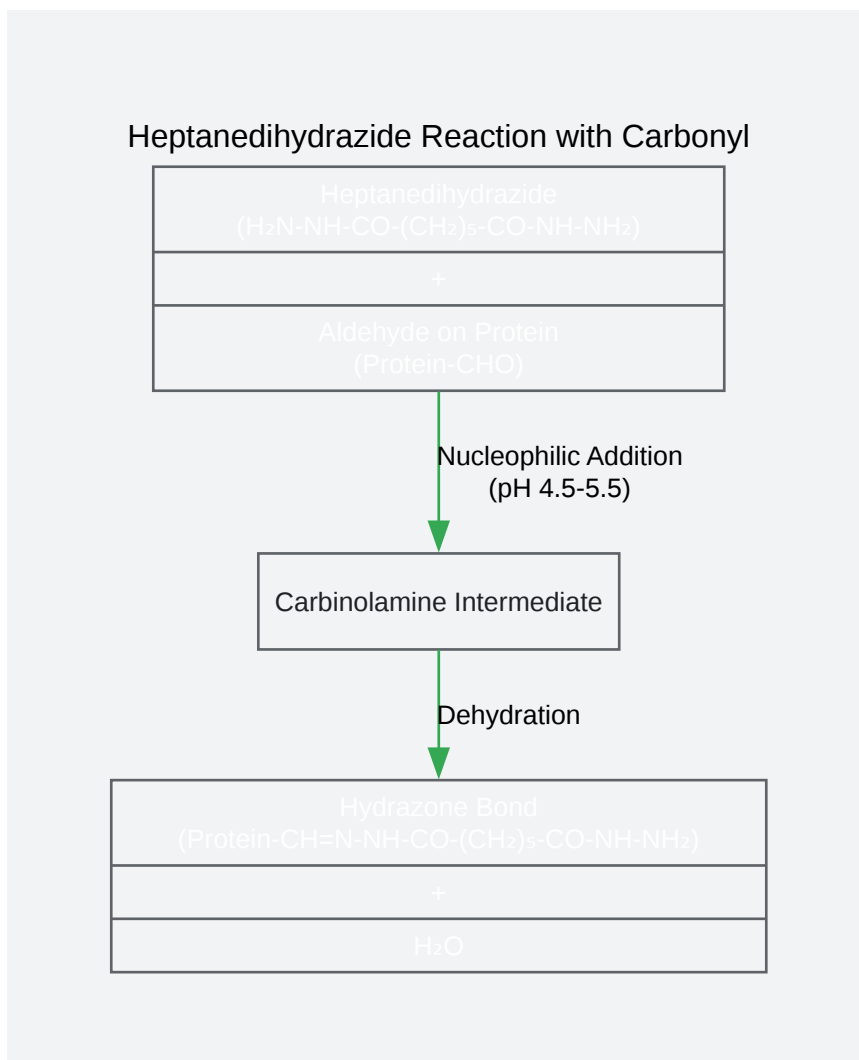 Heptanedihydrazide Reaction with Carbonyl
Heptanedihydrazide
(H₂N-NH-CO-(CH₂)₅-CO-NH-NH₂)
+
Aldehyde on Protein
(Protein-CHO)
Nucleophilic Addition
(pH 4.5-5.5)
Carbinolamine Intermediate
Dehydration
Hydrazone Bond
(Protein-CH=N-NH-CO-(CH₂)₅-CO-NH-NH₂)
+
H₂O